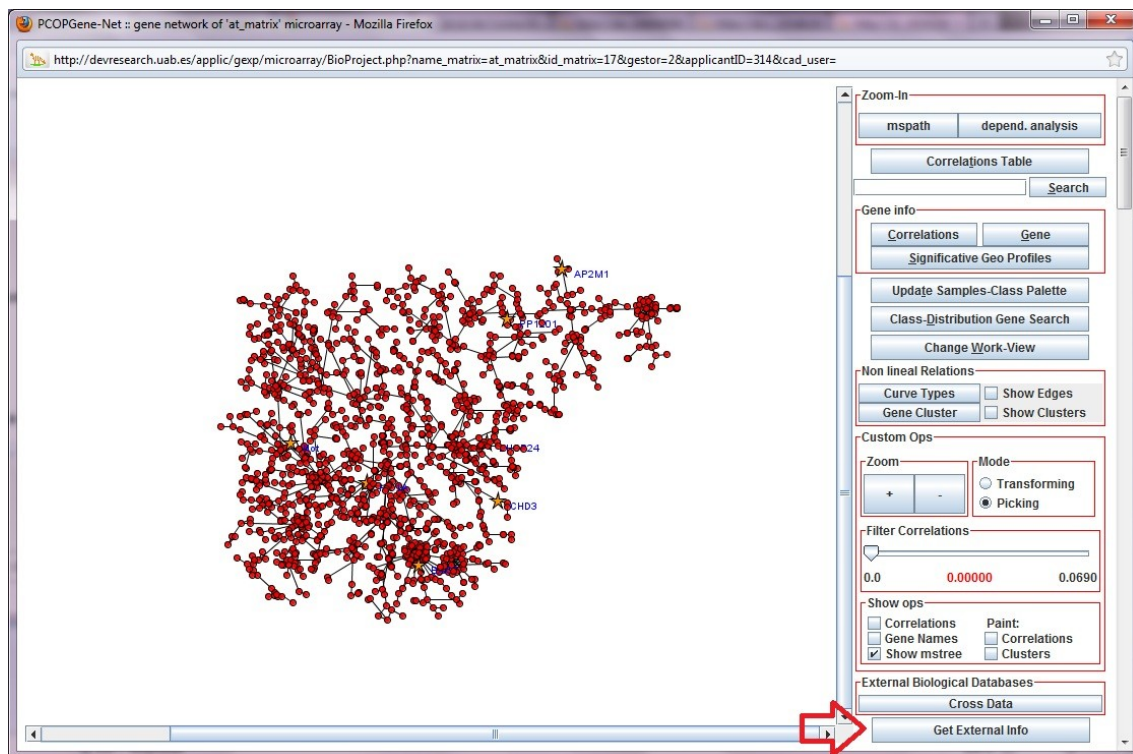 PCOPGene-Net :: gene network of 'at_matrix' microarray - Mozilla Firefox
http://devresearch.uab.es/applic/gexp/microarray/BioProject.php?name_matrix=at_matrix&id_matrix=17&gestor=2&applicantID=314&cad_user=
Zoom-In
mspath depend. analysis
Correlations Table
Search
Gene info
Correlations Gene
Significative Geo Profiles
Update Samples-Class Palette
Class-Distribution Gene Search
Change Work-View
Non lineal Relations
Curve Types Show Edges
Gene Cluster Show Clusters
Custom Ops
Zoom Mode
+ - Transforming
Picking
Filter Correlations
0.0 0.00000 0.0690
Show ops
Correlations Paint:
Gene Names Correlations
Show mstree Clusters
External Biological Databases
Cross Data
Get External Info
AP2M1
CHD3